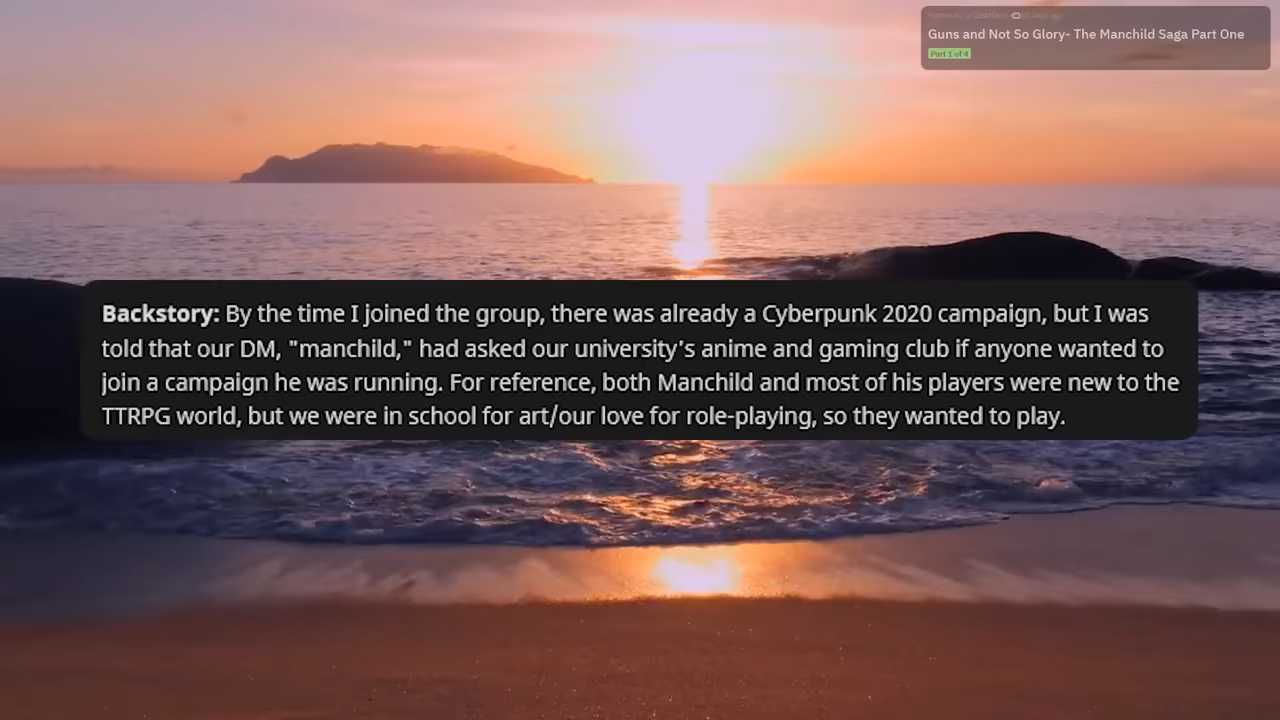 Guns and Not So Glory- The Manchild Saga Part One
Part 1 of 4
Backstory: By the time I joined the group, there was already a Cyberpunk 2020 campaign, but I was
told that our DM, "manchild," had asked our university's anime and gaming club if anyone wanted to
join a campaign he was running. For reference, both Manchild and most of his players were new to the
TTRPG world, but we were in school for art/our love for role-playing, so they wanted to play.